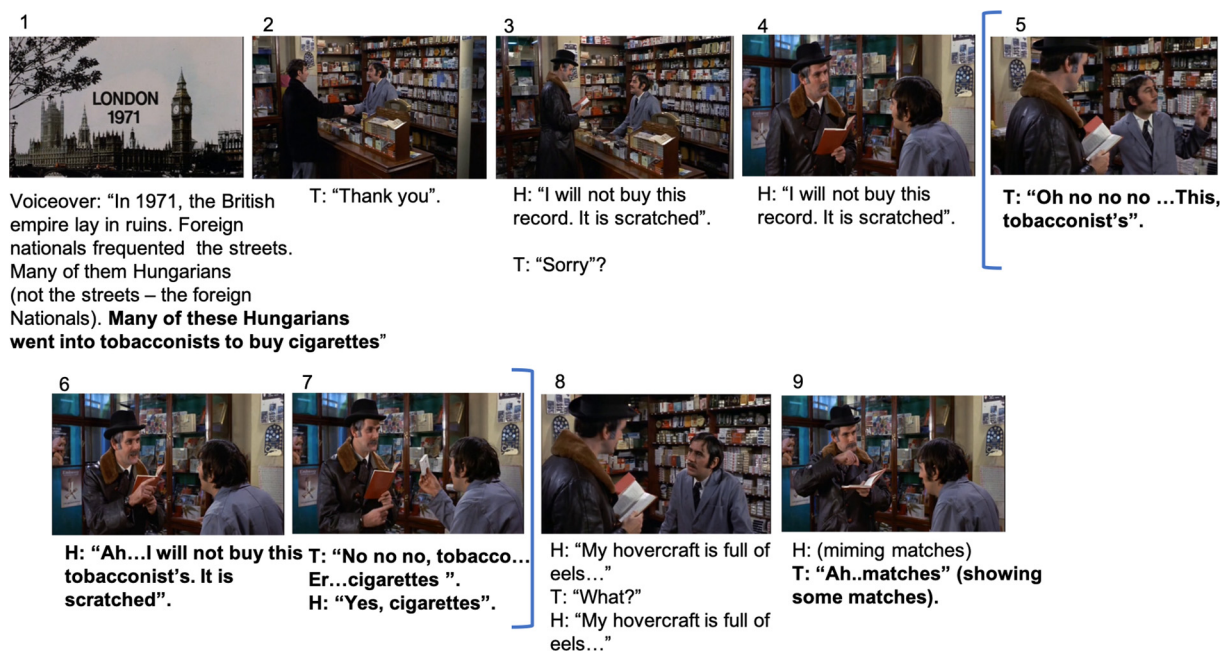 1
LONDON
1971
Voiceover: “In 1971, the British
empire lay in ruins. Foreign
nationals frequented  the streets.
Many of them Hungarians
(not the streets – the foreign
Nationals). Many of these Hungarians
went into tobacconists to buy cigarettes”
2
T: “Thank you”.
3
H: “I will not buy this
record. It is scratched”.
T: “Sorry”?
4
H: “I will not buy this
record. It is scratched”.
5
T: “Oh no no no …This,
tobacconist’s”.
6
H: “Ah…I will not buy this
tobacconist’s. It is
scratched”.
7
T: “No no no, tobacco…
Er…cigarettes ”.
H: “Yes, cigarettes”.
8
H: “My hovercraft is full of
eels…”
T: “What?”
H: “My hovercraft is full of
eels…”
9
H: (miming matches)
T: “Ah..matches” (showing
some matches).